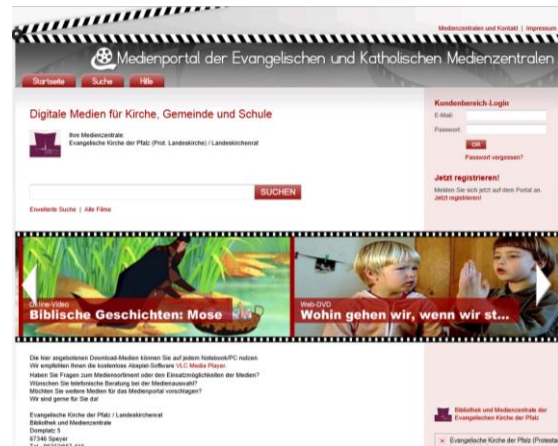 Medienzentralen und Kontakt | Impressum
Medienportal der Evangelischen und Katholischen Medienzentralen
Startseite Suche Hilfe
Digitale Medien für Kirche, Gemeinde und Schule
Ihre Medienzentrale:
Evangelische Kirche der Pfalz (Prot. Landeskirche) / Landeskirchenrat
SUCHEN
Erweiterte Suche | Alle Filme
Kundenbereich-Login
E-Mail:
Passwort:
OK
Passwort vergessen?
Jetzt registrieren!
Melden Sie sich jetzt auf dem Portal an.
Jetzt registrieren!
Online-Video
Biblische Geschichten: Mose
Web-DVD
Wohin gehen wir, wenn wir st...
Die hier angebotenen Download-Medien können Sie auf jedem Notebook/PC nutzen.
Wir empfehlen Ihnen die kostenlose Abspiel-Software VLC Media Player.
Haben Sie Fragen zum Mediensortiment oder den Einsatzmöglichkeiten der Medien?
Wünschen Sie telefonische Beratung bei der Medienauswahl?
Möchten Sie weitere Medien für das Medienportal vorschlagen?
Wir sind gerne für Sie da!
Evangelische Kirche der Pfalz / Landeskirchenrat
Bibliothek und Medienzentrale
Domplatz 5
67346 Speyer
Bibliothek und Medienzentrale der
Evangelischen Kirche der Pfalz
Evangelische Kirche der Pfalz